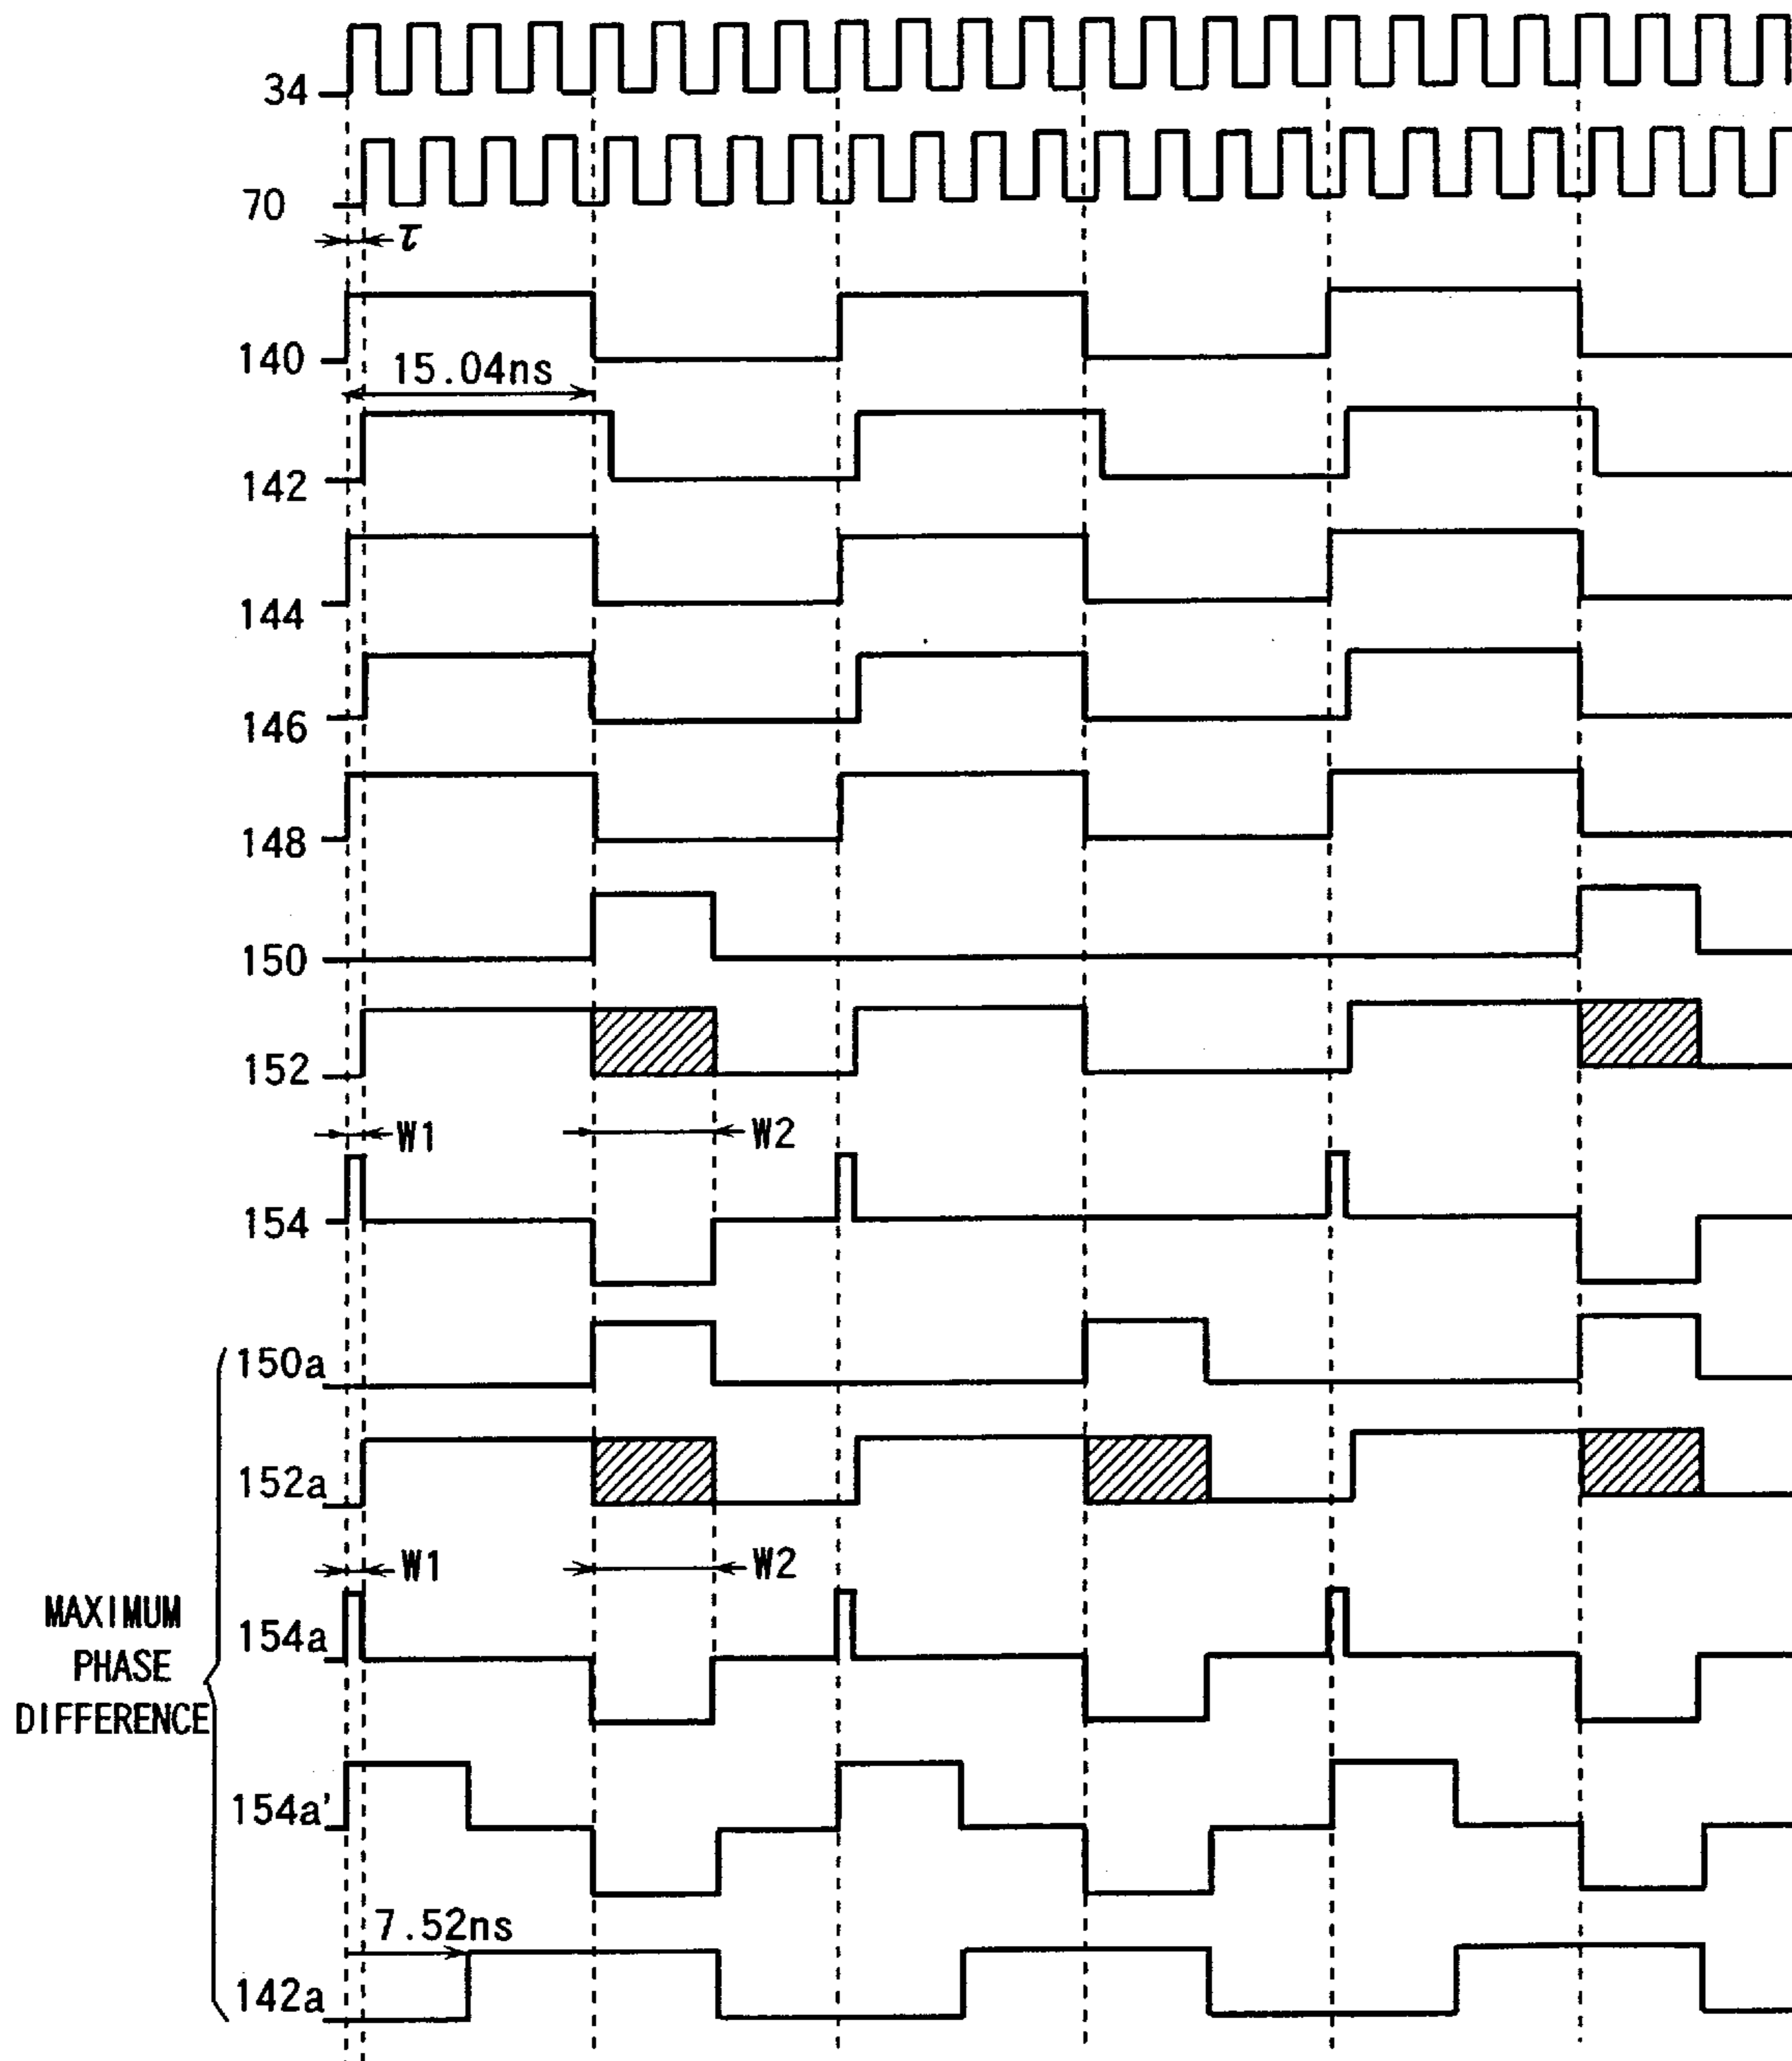 34
70
τ
140
15.04ns
142
144
146
148
150
152
W1 W2
154
150a
152a
W1 W2
MAXIMUM
PHASE
DIFFERENCE
154a
154a'
7.52ns
142a